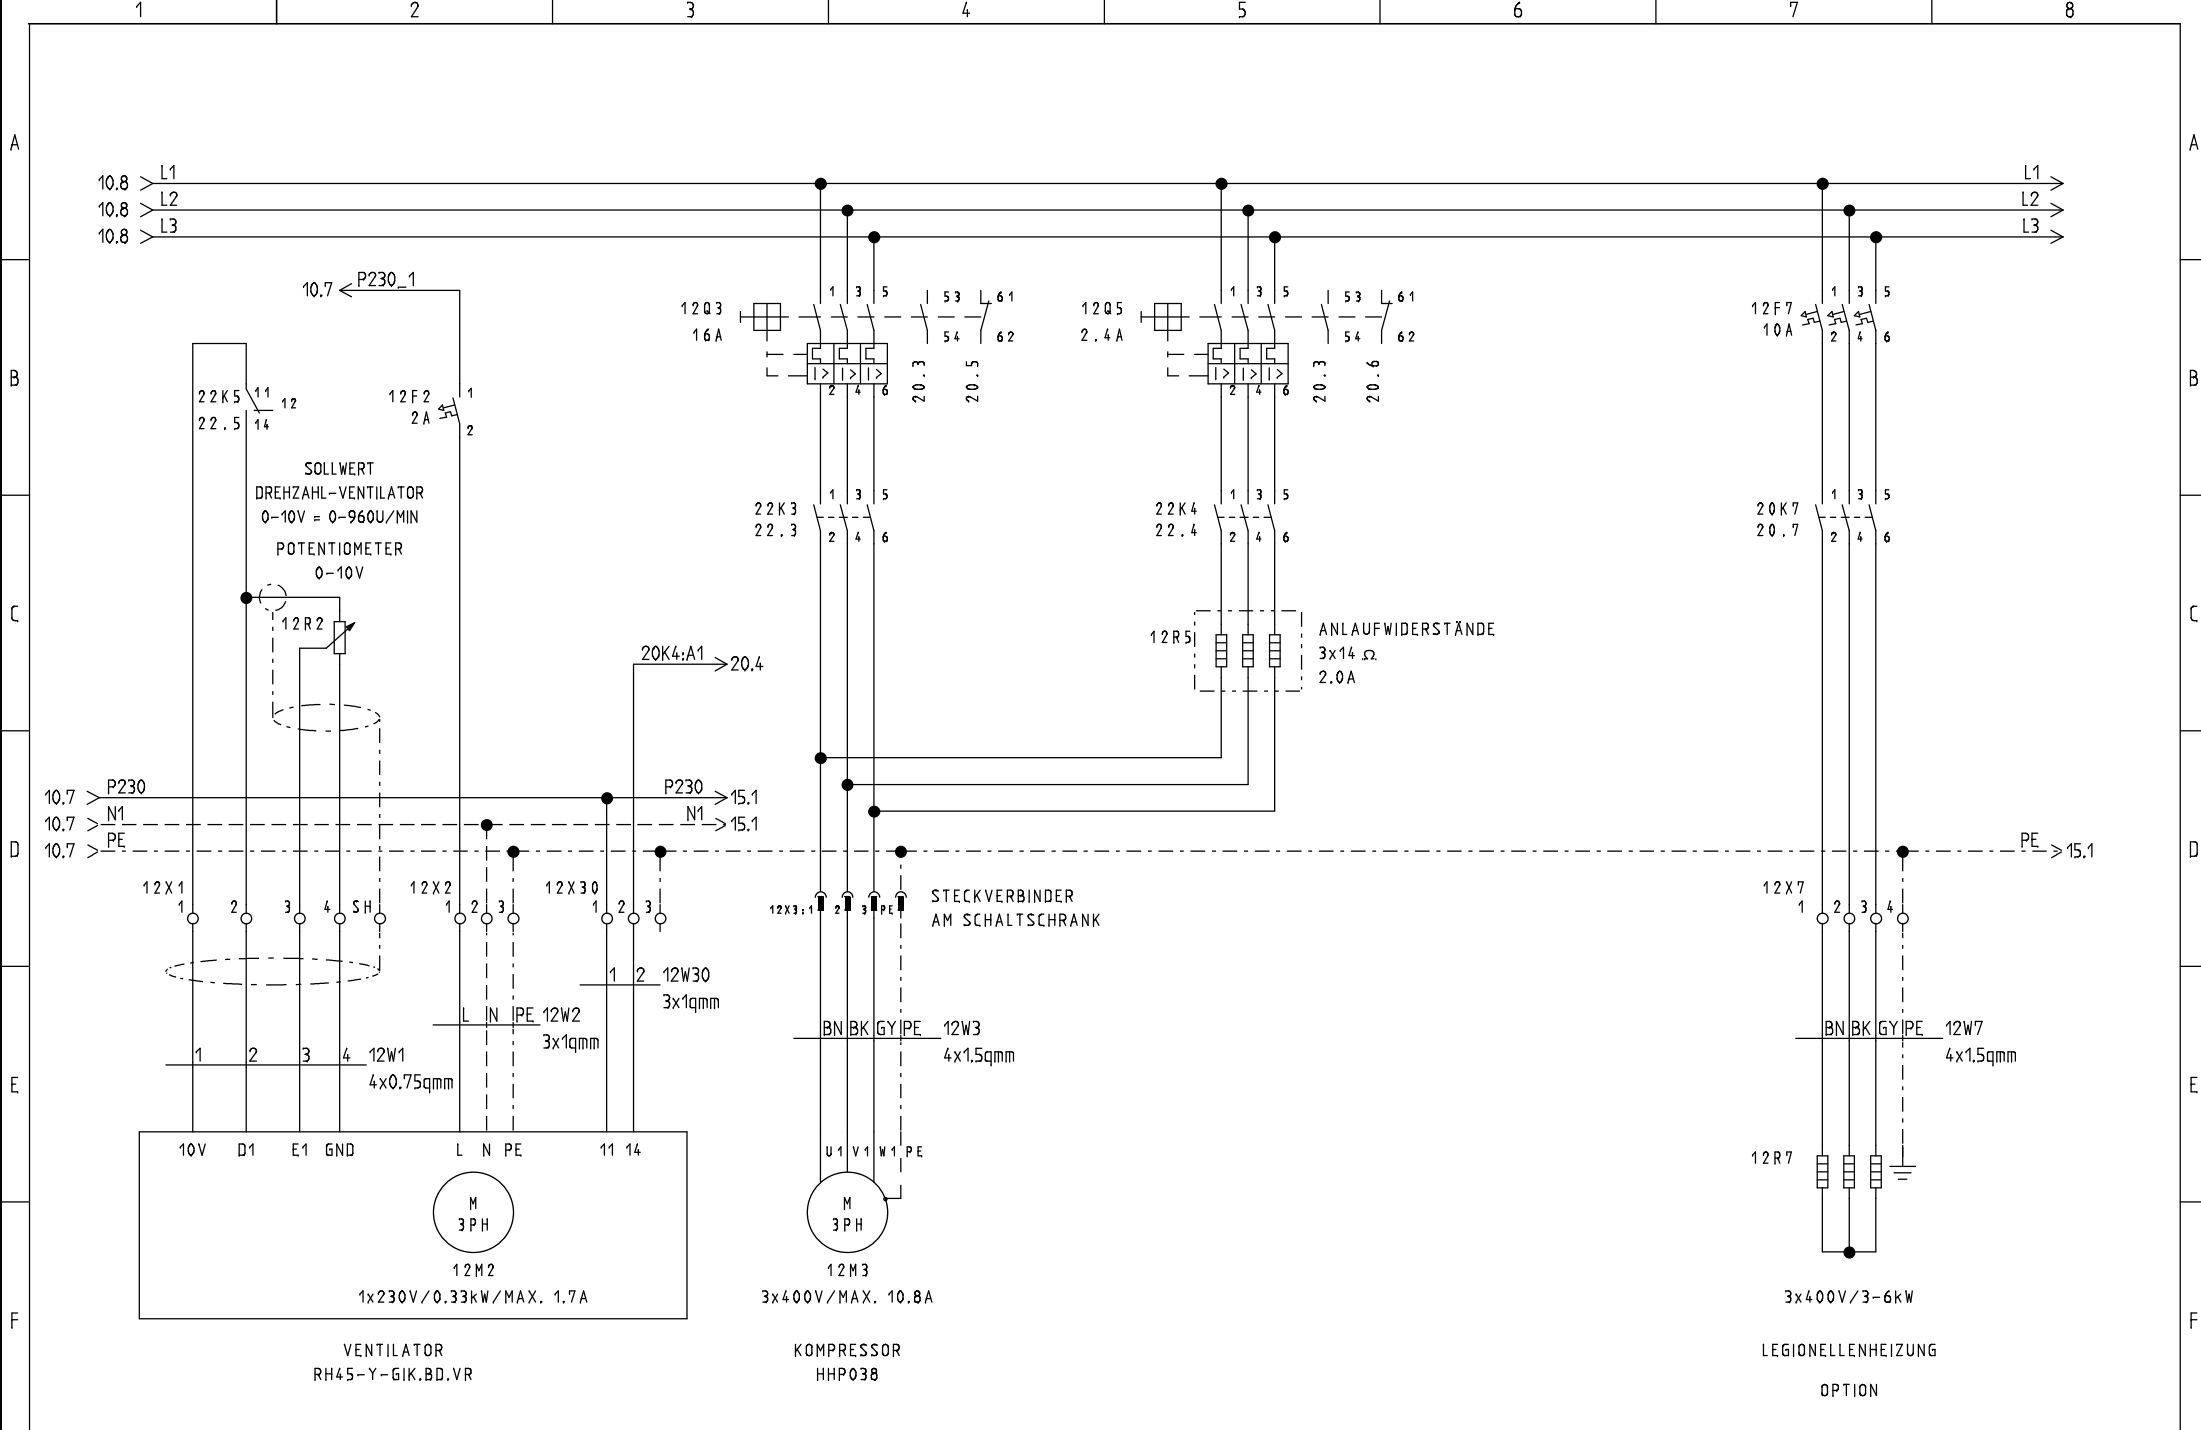 1 2 3 4 5 6 7 8
A A
10.8 L1 L1
10.8 L2 L2
10.8 L3 L3
10.7 P230_1
12Q3 1 3 5 53 61
16A 54 62
2 4 6 20.3 20.5
12Q5 1 3 5 53 61
2.4A 54 62
2 4 6 20.3 20.6
12F7 1 3 5
10A 2 4 6
B B
22K5 11 12
22.5 14
12F2 1
2A 2
SOLLWERT
DREHZAHL-VENTILATOR
0-10V = 0-960U/MIN
POTENTIOMETER
0-10V
22K3 1 3 5
22.3 2 4 6
22K4 1 3 5
22.4 2 4 6
20K7 1 3 5
20.7 2 4 6
C C
12R2
20K4:A1 20.4
12R5 ANLAUFWIDERSTÄNDE
3x14 Ω
2.0A
10.7 P230 P230 15.1
10.7 N1 N1 15.1
10.7 PE PE 15.1
D D
12X1 1 2 3 4 SH
12X2 1 2 3
12X30 1 2 3
12X3:1 2 3 PE
STECKVERBINDER
AM SCHALTSCHRANK
12X7
1 2 3 4
1 2 12W30
3x1qmm
L N PE 12W2
3x1qmm
BN BK GY PE 12W3
4x1.5qmm
BN BK GY PE 12W7
4x1.5qmm
1 2 3 4 12W1
4x0.75qmm
E E
10V D1 E1 GND L N PE 11 14
U1 V1 W1 PE
12R7
M
3PH
12M2
1x230V/0.33kW/MAX. 1.7A
M
3PH
12M3
3x400V/MAX. 10.8A
3x400V/3-6kW
F F
VENTILATOR
RH45-Y-GIK.BD.VR
KOMPRESSOR
HHP038
LEGIONELLENHEIZUNG
OPTION